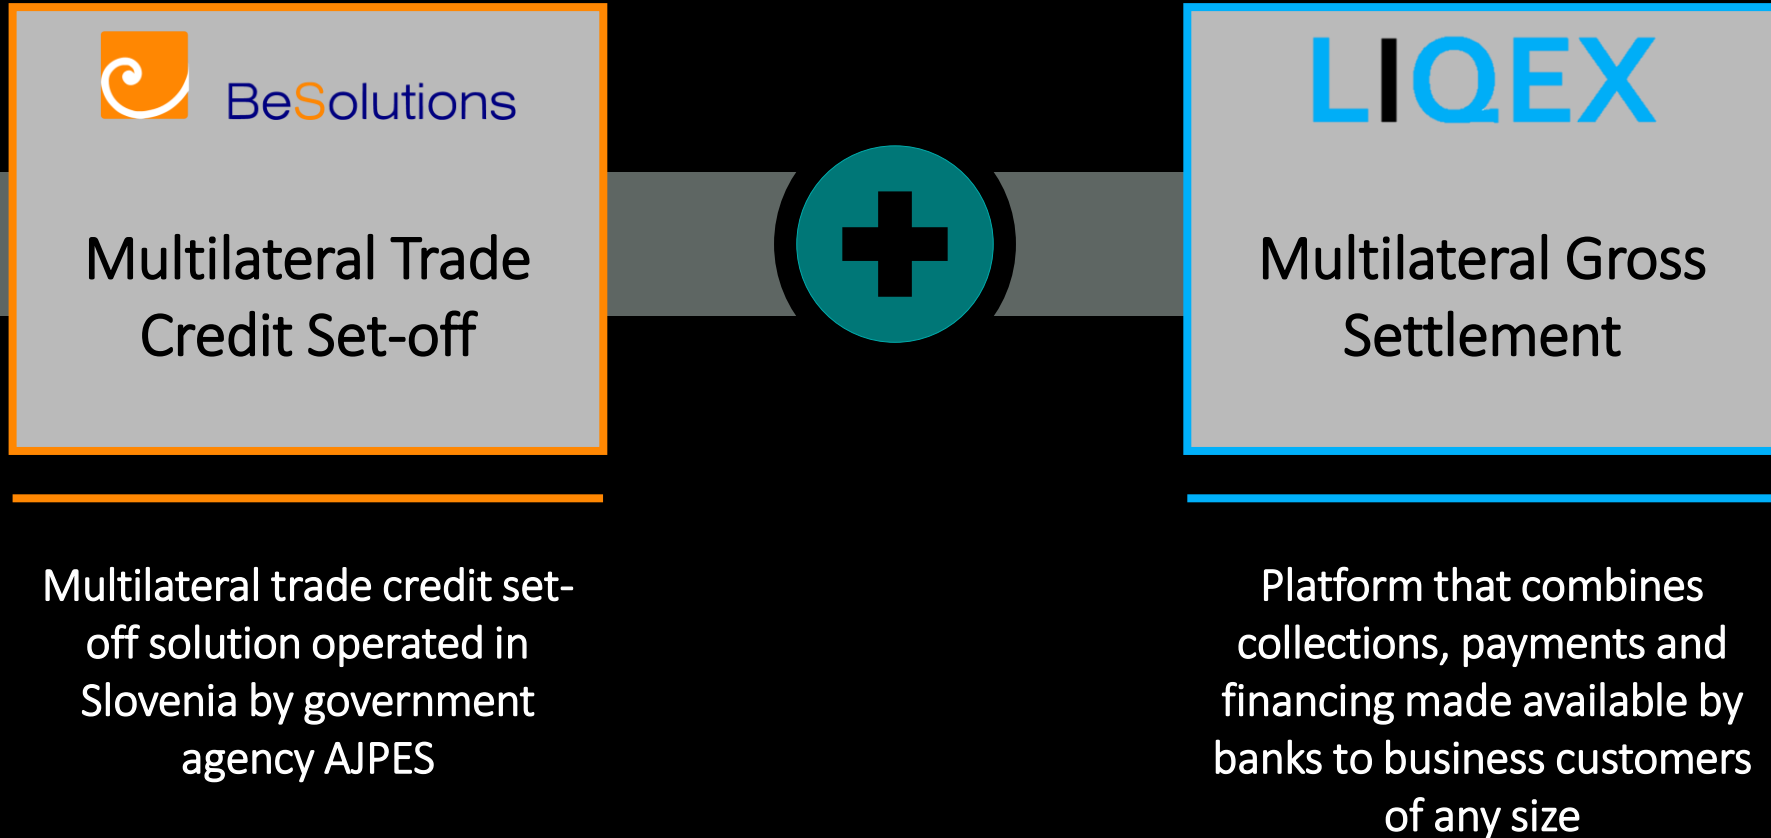 BeSolutions
Multilateral Trade
Credit Set-off
Multilateral trade credit set-
off solution operated in
Slovenia by government
agency AJPES
LIQEX
Multilateral Gross
Settlement
Platform that combines
collections, payments and
financing made available by
banks to business customers
of any size